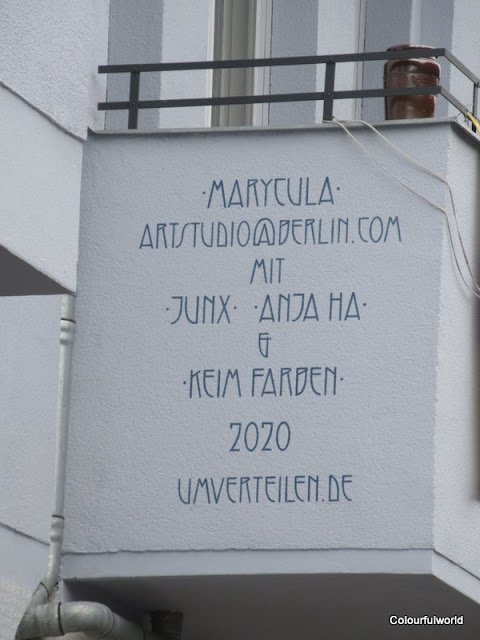 ·MARYCULA·
ARTSTUDIO@BERLIN.COM
MIT
·JUNX· ·ANJA HA·
&
·KEIM FARBEN·
2020
UMVERTEILEN.DE
Colourfulworld